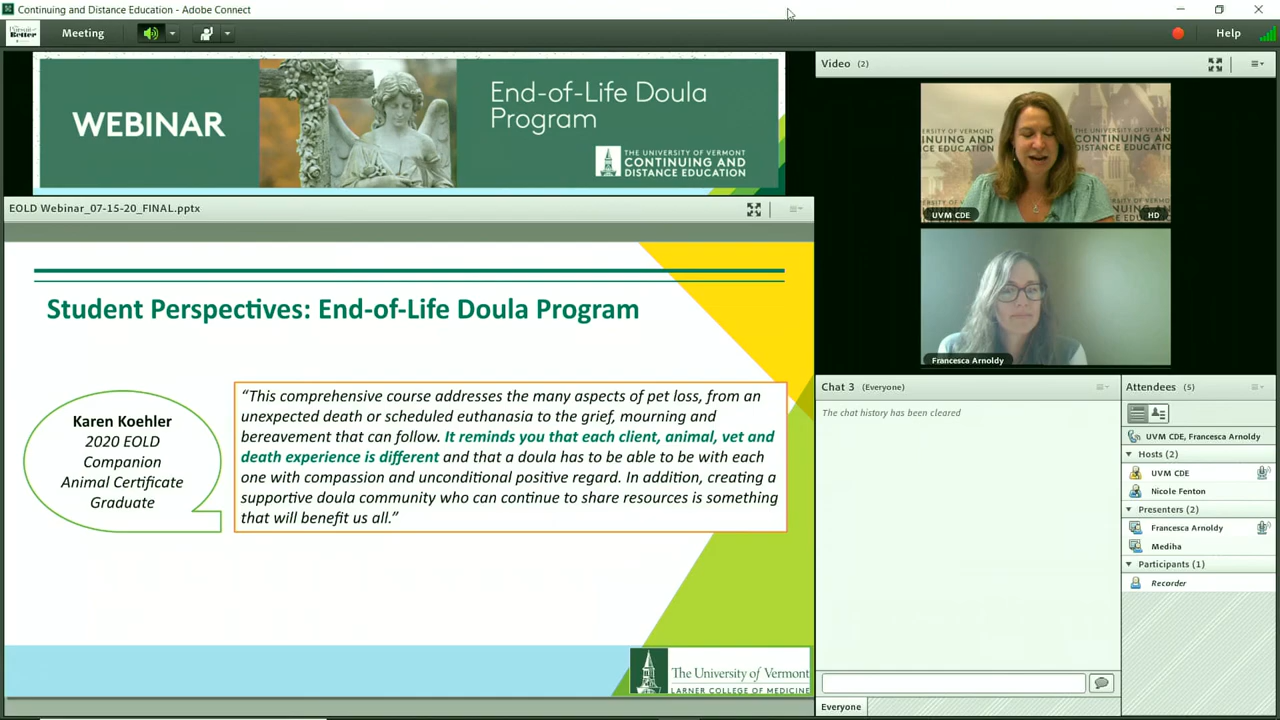 Continuing and Distance Education - Adobe Connect
Meeting
Help
WEBINAR
End-of-Life Doula
Program
THE UNIVERSITY OF VERMONT
CONTINUING AND
DISTANCE EDUCATION
EOLD Webinar_07-15-20_FINAL.pptx
Student Perspectives: End-of-Life Doula Program
Karen Koehler
2020 EOLD
Companion
Animal Certificate
Graduate
“This comprehensive course addresses the many aspects of pet loss, from an
unexpected death or scheduled euthanasia to the grief, mourning and
bereavement that can follow. It reminds you that each client, animal, vet and
death experience is different and that a doula has to be able to be with each
one with compassion and unconditional positive regard. In addition, creating a
supportive doula community who can continue to share resources is something
that will benefit us all.”
The University of Vermont
LARNER COLLEGE OF MEDICINE
Video (2)
UVM CDE
HD
Francesca Arnoldy
Chat 3 (Everyone)
The chat history has been cleared
Everyone
Attendees (5)
UVM CDE, Francesca Arnoldy
Hosts (2)
UVM CDE
Nicole Fenton
Presenters (2)
Francesca Arnoldy
Mediha
Participants (1)
Recorder